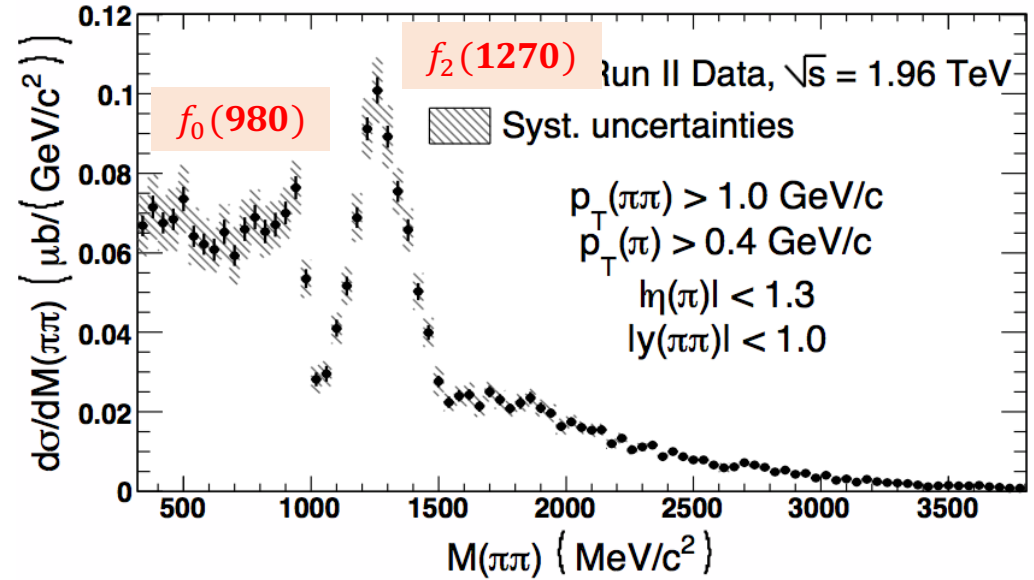 f₀(980)
f₂(1270)
Run II Data, √s = 1.96 TeV
Syst. uncertainties
p_T(ππ) > 1.0 GeV/c
p_T(π) > 0.4 GeV/c
|η(π)| < 1.3
|y(ππ)| < 1.0
dσ/dM(ππ) { μb/{GeV/c² }}
0.12
0.1
0.08
0.06
0.04
0.02
0
500 1000 1500 2000 2500 3000 3500
M(ππ) { MeV/c² }